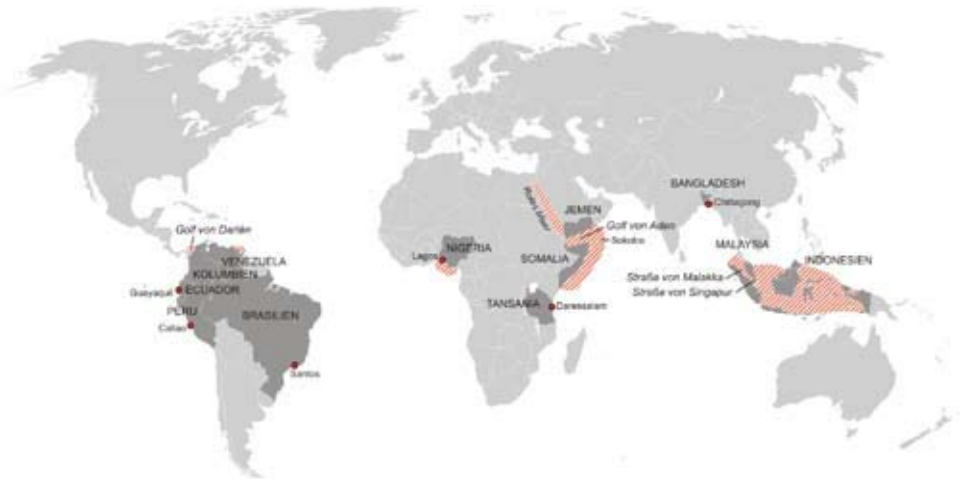 Golf von Darién
VENEZUELA
KOLUMBIEN
Guayaquil
ECUADOR
PERU
Callao
BRASILIEN
Santos
Lagos
NIGERIA
Rotes Meer
JEMEN
Golf von Aden
Sokotra
SOMALIA
TANSANIA
Daressalam
BANGLADESH
Chittagong
MALAYSIA
INDONESIEN
Straße von Malakka
Straße von Singapur